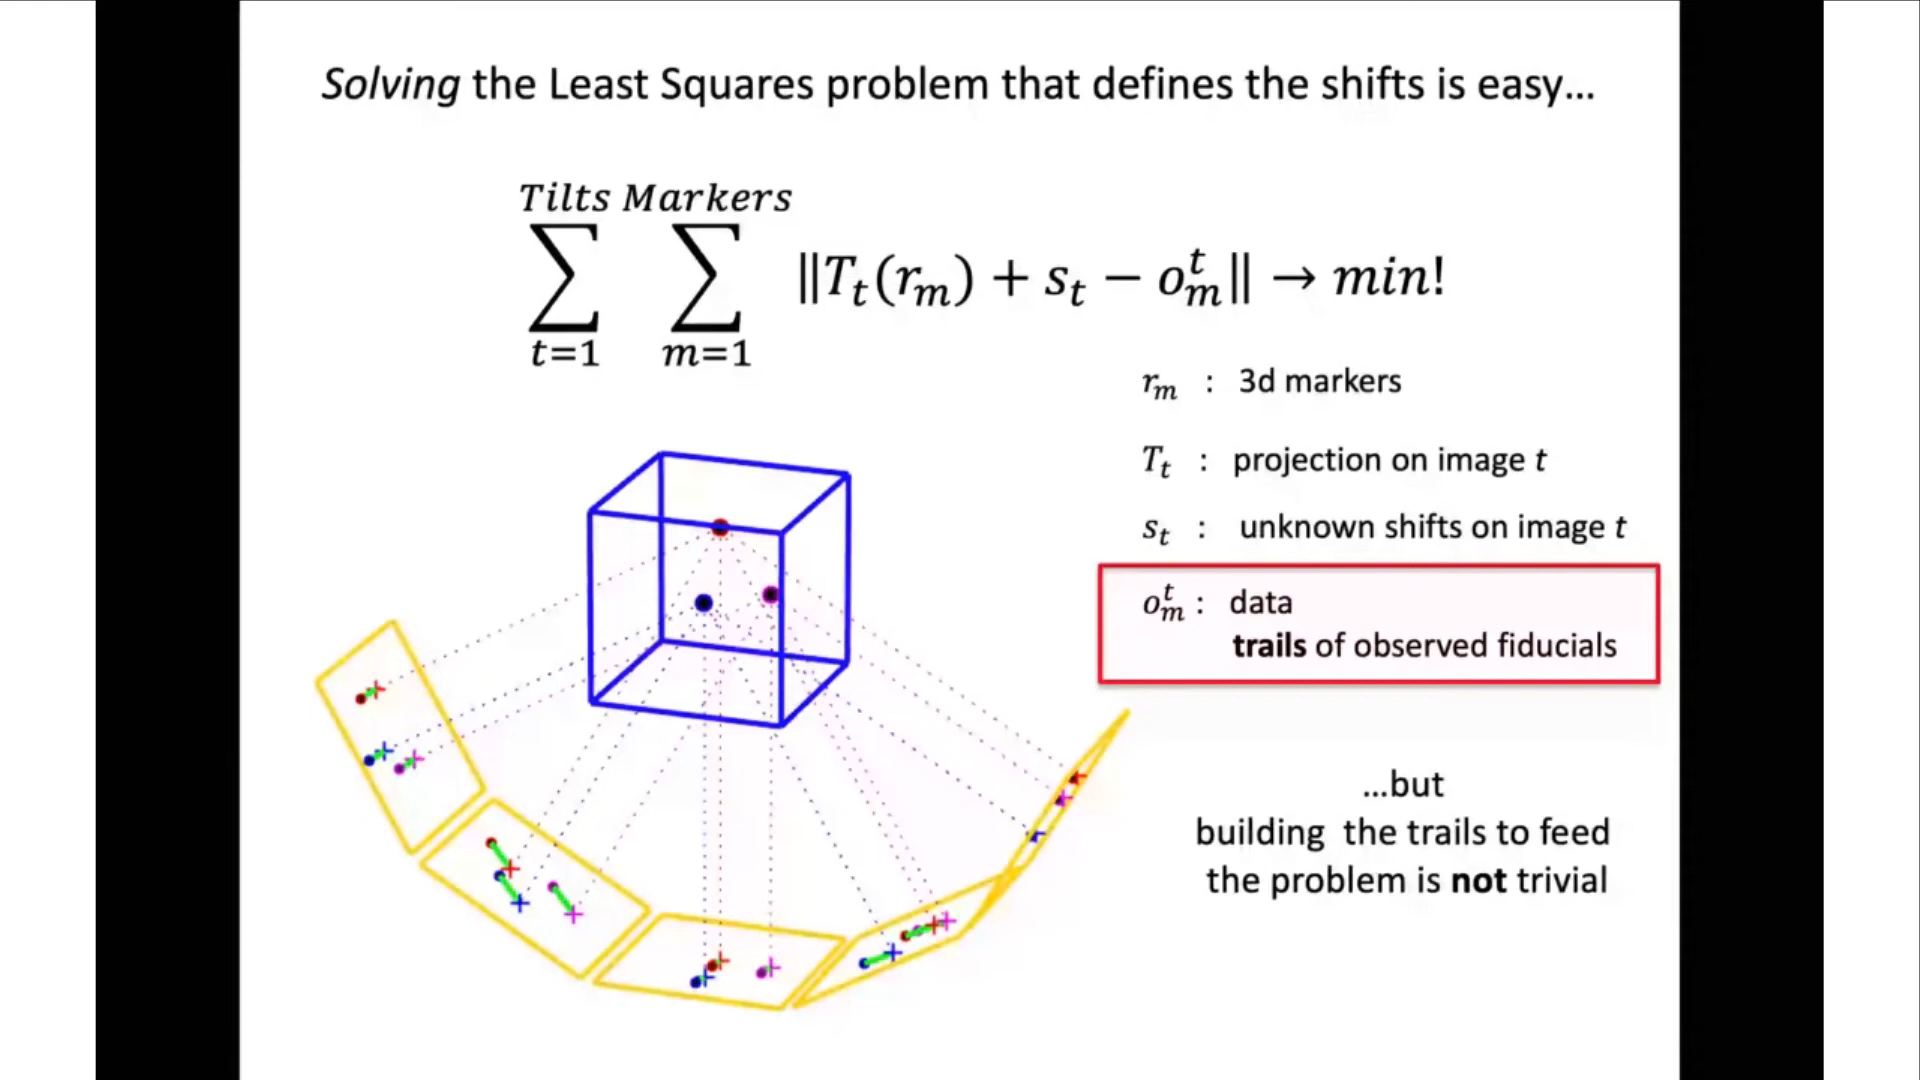 Solving the Least Squares problem that defines the shifts is easy...
Tilts Markers
∑ ∑ ‖T_t(r_m) + s_t − o_m^t‖ → min!
t=1 m=1
r_m : 3d markers
T_t : projection on image t
s_t : unknown shifts on image t
o_m^t : data
trails of observed fiducials
...but
building the trails to feed
the problem is not trivial